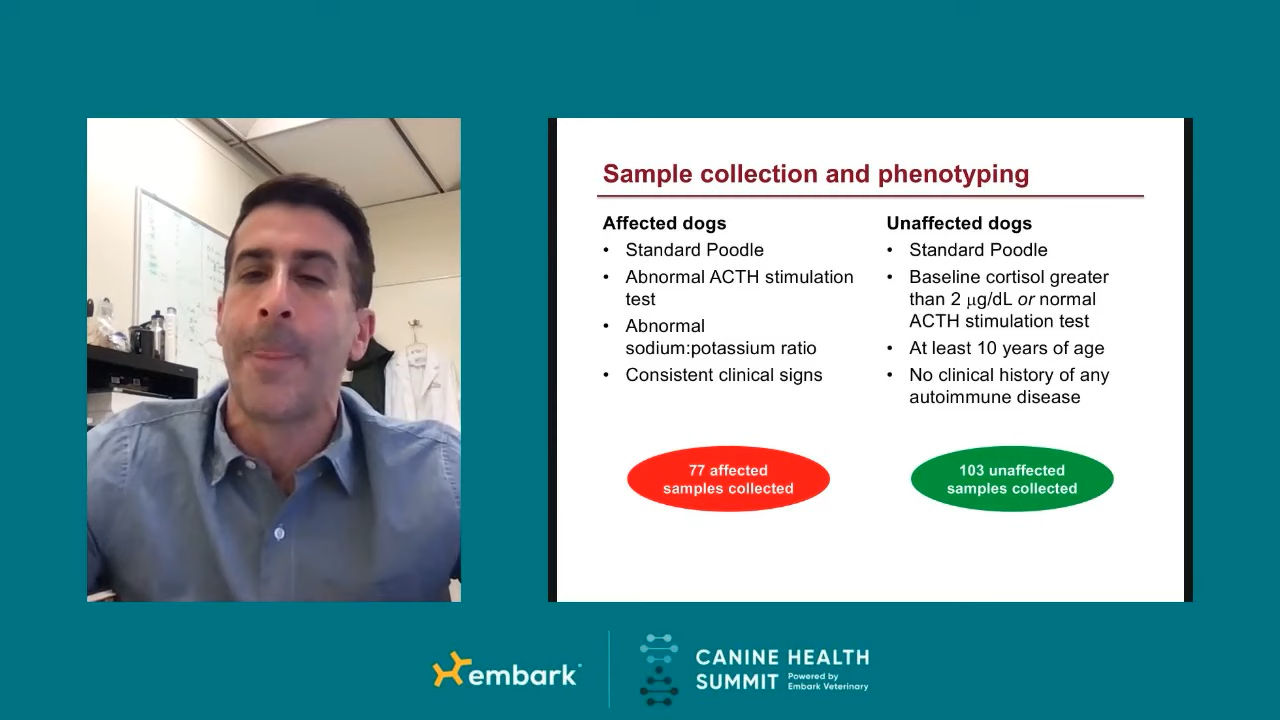 Sample collection and phenotyping
Affected dogs
• Standard Poodle
• Abnormal ACTH stimulation
test
• Abnormal
sodium:potassium ratio
• Consistent clinical signs
77 affected
samples collected
Unaffected dogs
• Standard Poodle
• Baseline cortisol greater
than 2 μg/dL or normal
ACTH stimulation test
• At least 10 years of age
• No clinical history of any
autoimmune disease
103 unaffected
samples collected
embark
CANINE HEALTH
SUMMIT
Powered by
Embark Veterinary